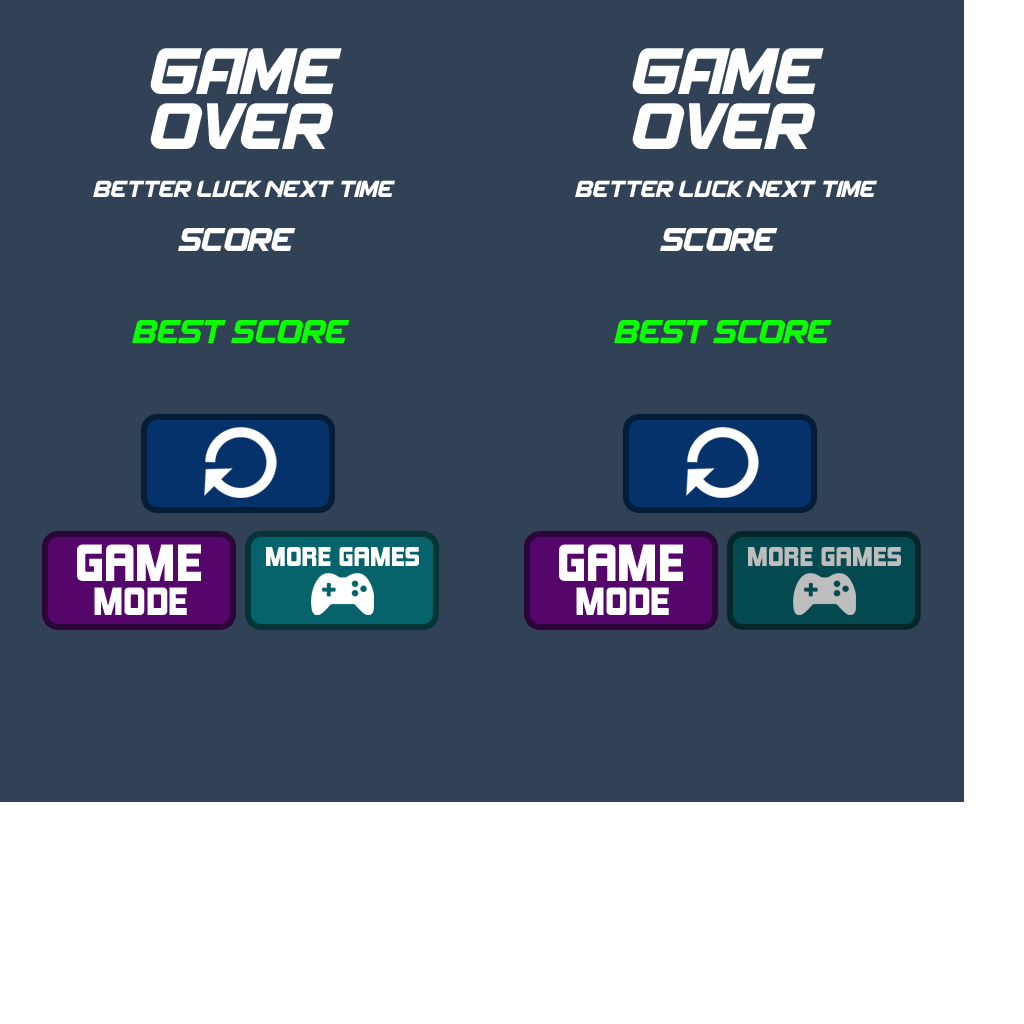 GAME
OVER
BETTER LUCK NEXT TIME
SCORE
BEST SCORE
GAME
MODE
MORE GAMES
GAME
OVER
BETTER LUCK NEXT TIME
SCORE
BEST SCORE
GAME
MODE
MORE GAMES